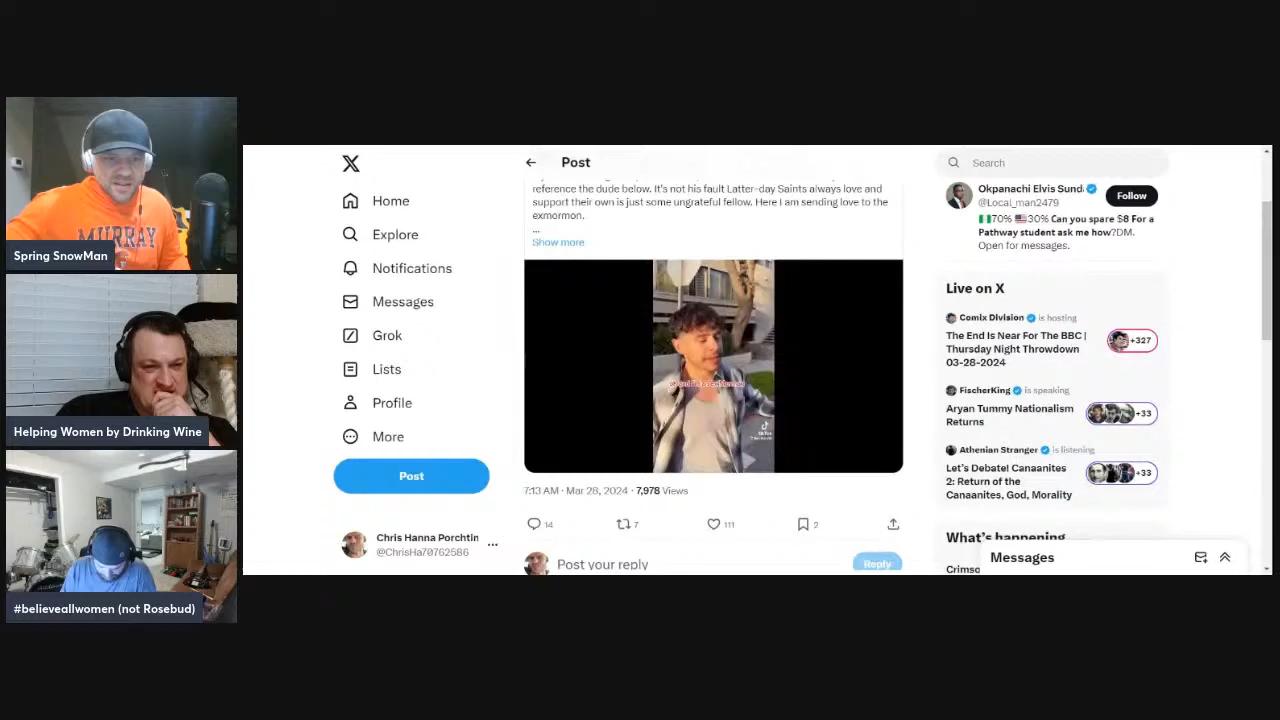 MURRAY
Spring SnowMan
Helping Women by Drinking Wine
#believeallwomen (not Rosebud)
Home
Explore
Notifications
Messages
Grok
Lists
Profile
More
Post
Chris Hanna Porchtin
@ChrisHa70762586
Post
reference the dude below. It's not his fault Latter-day Saints always love and
support their own is just some ungrateful fellow. Here I am sending love to the
exmormon.
...
Show more
7:13 AM · Mar 28, 2024 · 7,978 Views
14 7 111 2
Post your reply
Reply
Search
Okpanachi Elvis Sund
@Local_man2479
Follow
70% 30% Can you spare $8 For a
Pathway student ask me how?DM.
Open for messages.
Live on X
Comix Division is hosting
The End Is Near For The BBC |
Thursday Night Throwdown
03-28-2024
+327
FischerKing is speaking
Aryan Tummy Nationalism
Returns
+33
Athenian Stranger is listening
Let's Debate! Canaanites
2: Return of the
Canaanites, God, Morality
+33
What's happening
Crimso
Messages